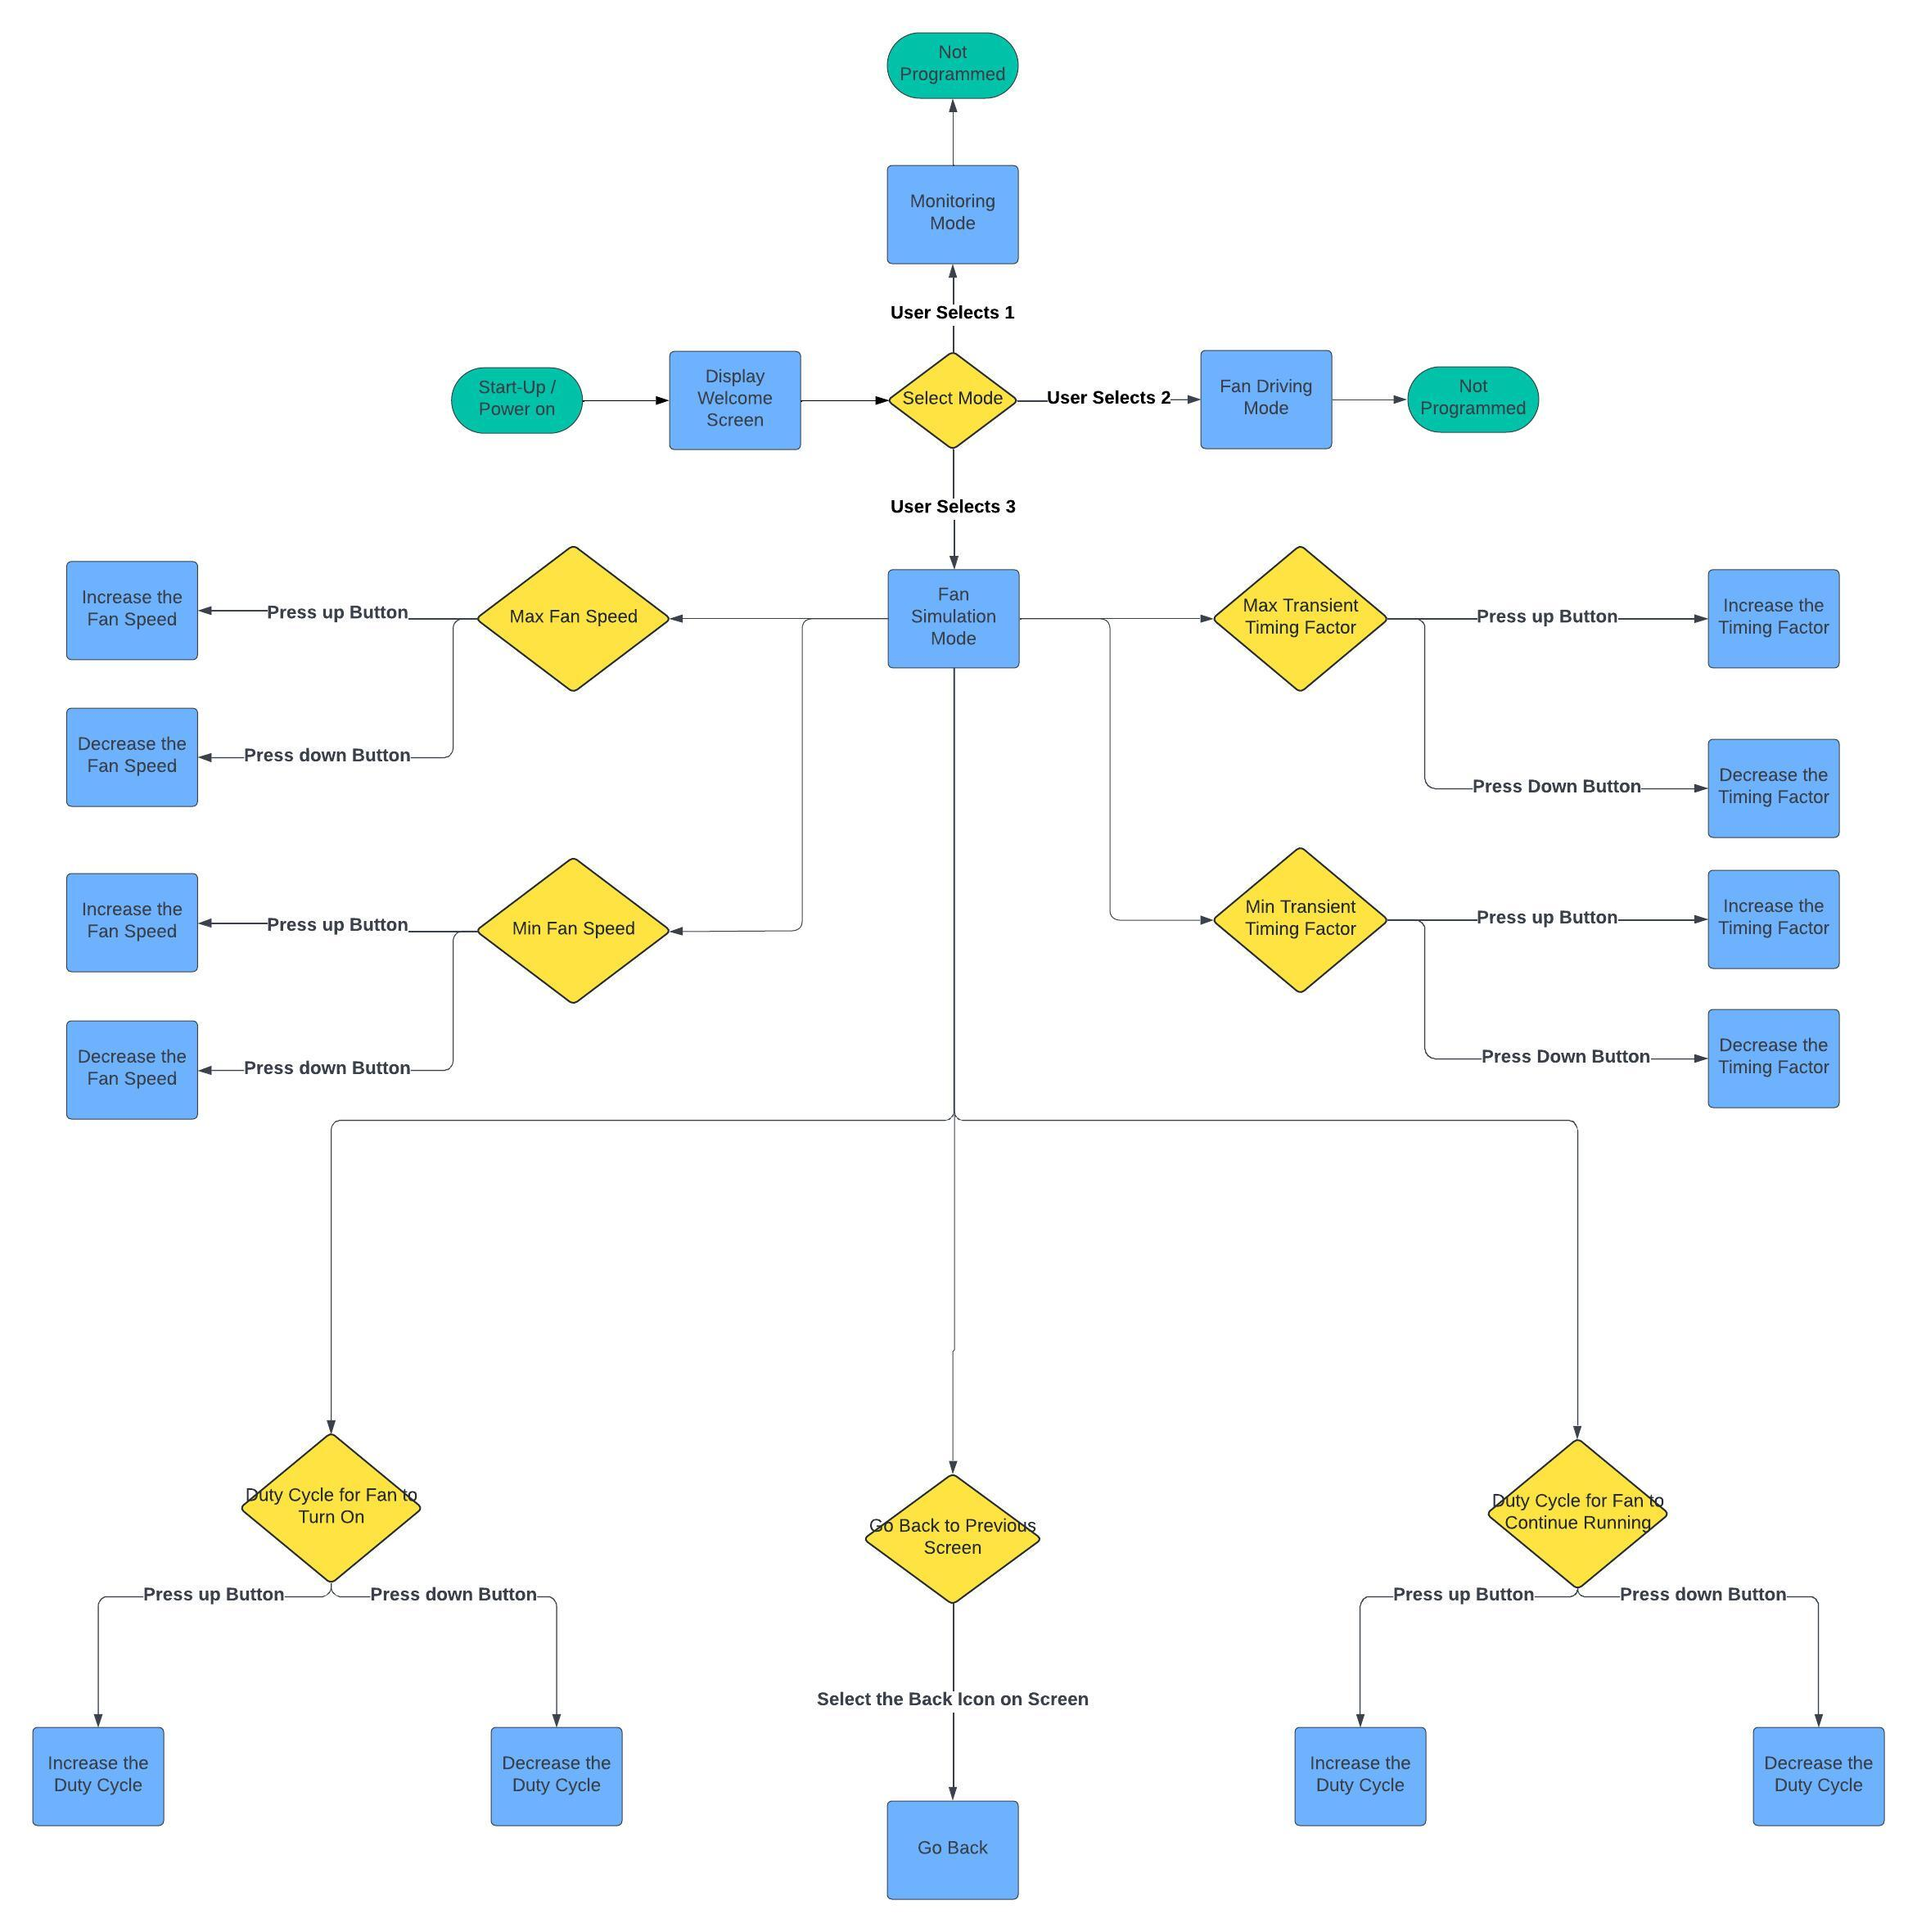 Not
Programmed
Monitoring
Mode
User Selects 1
Start-Up /
Power on
Display
Welcome
Screen
Select Mode
User Selects 2
Fan Driving
Mode
Not
Programmed
User Selects 3
Increase the
Fan Speed
Press up Button
Max Fan Speed
Fan
Simulation
Mode
Max Transient
Timing Factor
Press up Button
Increase the
Timing Factor
Decrease the
Fan Speed
Press down Button
Press Down Button
Decrease the
Timing Factor
Increase the
Fan Speed
Press up Button
Min Fan Speed
Min Transient
Timing Factor
Press up Button
Increase the
Timing Factor
Decrease the
Fan Speed
Press down Button
Press Down Button
Decrease the
Timing Factor
Duty Cycle for Fan to
Turn On
Go Back to Previous
Screen
Duty Cycle for Fan to
Continue Running
Press up Button
Press down Button
Press up Button
Press down Button
Select the Back Icon on Screen
Increase the
Duty Cycle
Decrease the
Duty Cycle
Increase the
Duty Cycle
Decrease the
Duty Cycle
Go Back